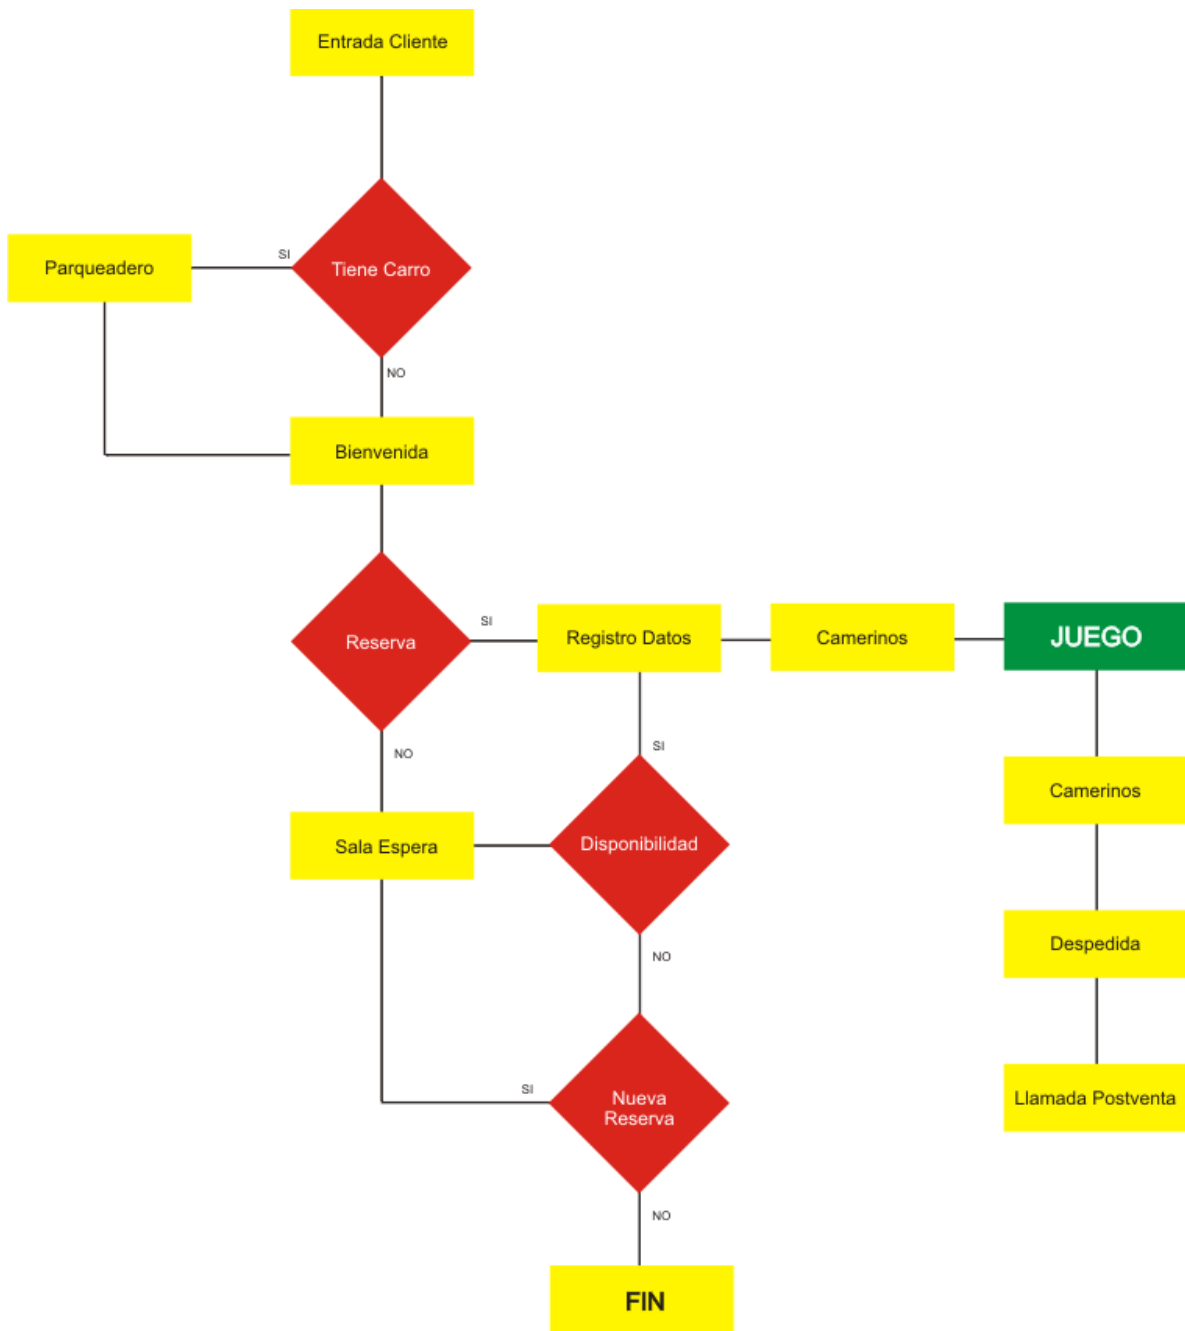 Entrada Cliente
SI
Parqueadero
Tiene Carro
NO
Bienvenida
SI
Reserva
Registro Datos
Camerinos
JUEGO
NO
SI
Camerinos
Sala Espera
Disponibilidad
Despedida
NO
SI
Nueva
Reserva
Llamada Postventa
NO
FIN